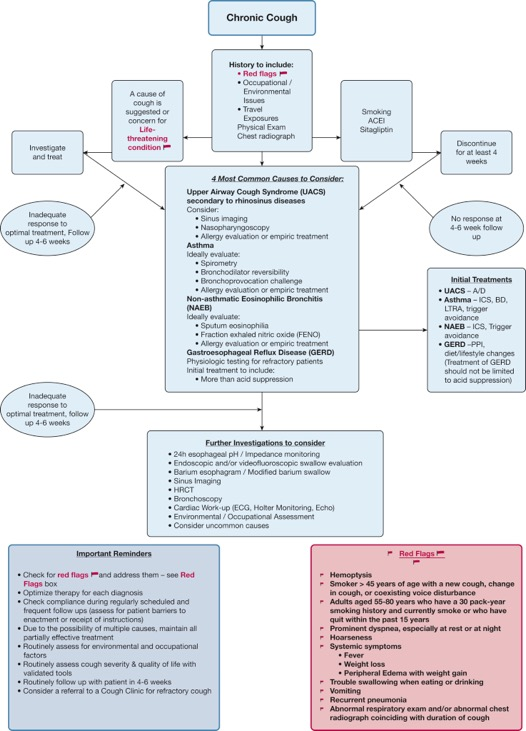 Chronic Cough
History to include:
• Red flags
• Occupational /
Environmental
Issues
• Travel
Exposures
Physical Exam
Chest radiograph
A cause of
cough is
suggested or
concern for
Life-
threatening
condition
Smoking
ACEI
Sitagliptin
Investigate
and treat
Discontinue
for at least 4
weeks
Inadequate
response to
optimal treatment, Follow
up 4-6 weeks
No response at
4-6 week follow
up
4 Most Common Causes to Consider:
Upper Airway Cough Syndrome (UACS)
secondary to rhinosinus diseases
Consider:
• Sinus imaging
• Nasopharyngoscopy
• Allergy evaluation or empiric treatment
Asthma
Ideally evaluate:
• Spirometry
• Bronchodilator reversibility
• Bronchoprovocation challenge
• Allergy evaluation or empiric treatment
Non-asthmatic Eosinophilic Bronchitis
(NAEB)
Ideally evaluate:
• Sputum eosinophilia
• Fraction exhaled nitric oxide (FENO)
• Allergy evaluation or empiric treatment
Gastroesophageal Reflux Disease (GERD)
Physiologic testing for refractory patients
Initial treatment to include:
• More than acid suppression
Initial Treatments
• UACS – A/D
• Asthma – ICS, BD,
LTRA, trigger
avoidance
• NAEB – ICS, Trigger
avoidance
• GERD –PPI,
diet/lifestyle changes
(Treatment of GERD
should not be limited
to acid suppression)
Inadequate
response to
optimal treatment, follow
up 4-6 weeks
Further Investigations to consider
• 24h esophageal pH / Impedance monitoring
• Endoscopic and/or videofluoroscopic swallow evaluation
• Barium esophagram / Modified barium swallow
• Sinus Imaging
• HRCT
• Bronchoscopy
• Cardiac Work-up (ECG, Holter Monitoring, Echo)
• Environmental / Occupational Assessment
• Consider uncommon causes
Important Reminders
• Check for red flags and address them – see Red
Flags box
• Optimize therapy for each diagnosis
• Check compliance during regularly scheduled and
frequent follow ups (assess for patient barriers to
enactment or receipt of instructions)
• Due to the possibility of multiple causes, maintain all
partially effective treatment
• Routinely assess for environmental and occupational
factors
• Routinely assess cough severity & quality of life with
validated tools
• Routinely follow up with patient in 4-6 weeks
• Consider a referral to a Cough Clinic for refractory cough
Red Flags
Hemoptysis
Smoker > 45 years of age with a new cough, change
in cough, or coexisting voice disturbance
Adults aged 55-80 years who have a 30 pack-year
smoking history and currently smoke or who have
quit within the past 15 years
Prominent dyspnea, especially at rest or at night
Hoarseness
Systemic symptoms
• Fever
• Weight loss
• Peripheral Edema with weight gain
Trouble swallowing when eating or drinking
Vomiting
Recurrent pneumonia
Abnormal respiratory exam and/or abnormal chest
radiograph coinciding with duration of cough